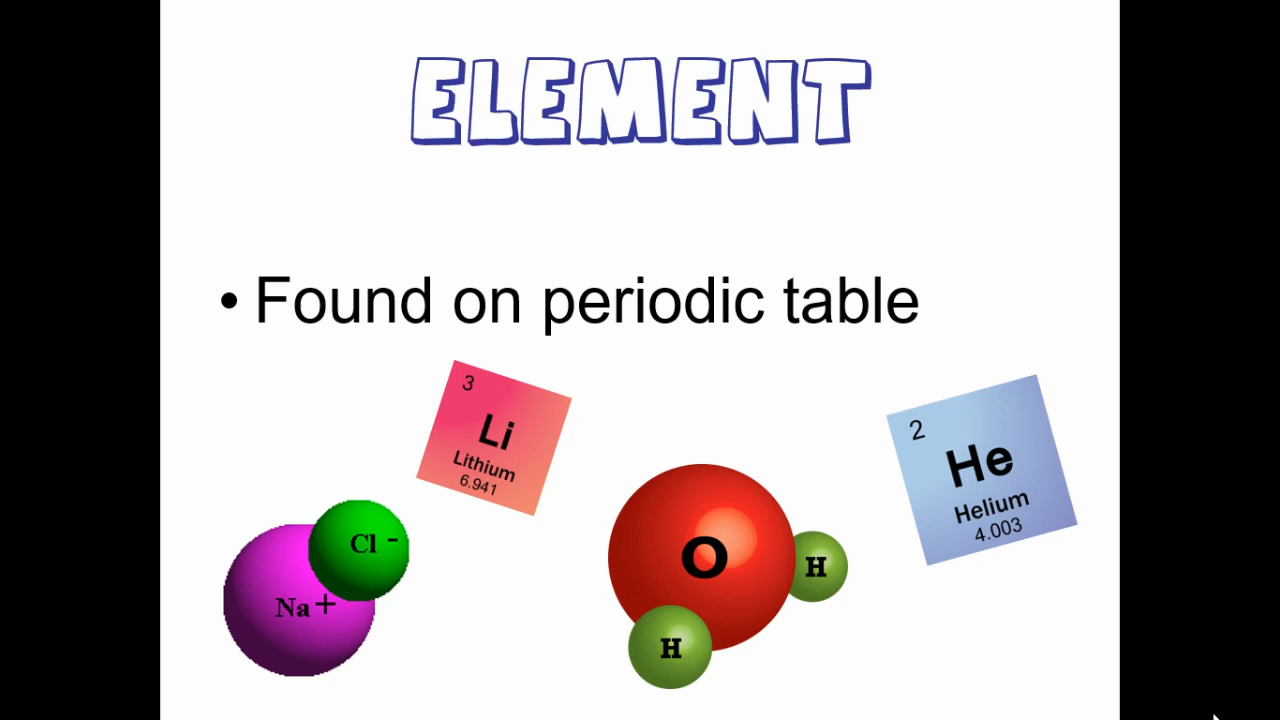 ELEMENT
• Found on periodic table
3
Li
Lithium
6.941
2
He
Helium
4.003
Cl -
Na +
O
H
H